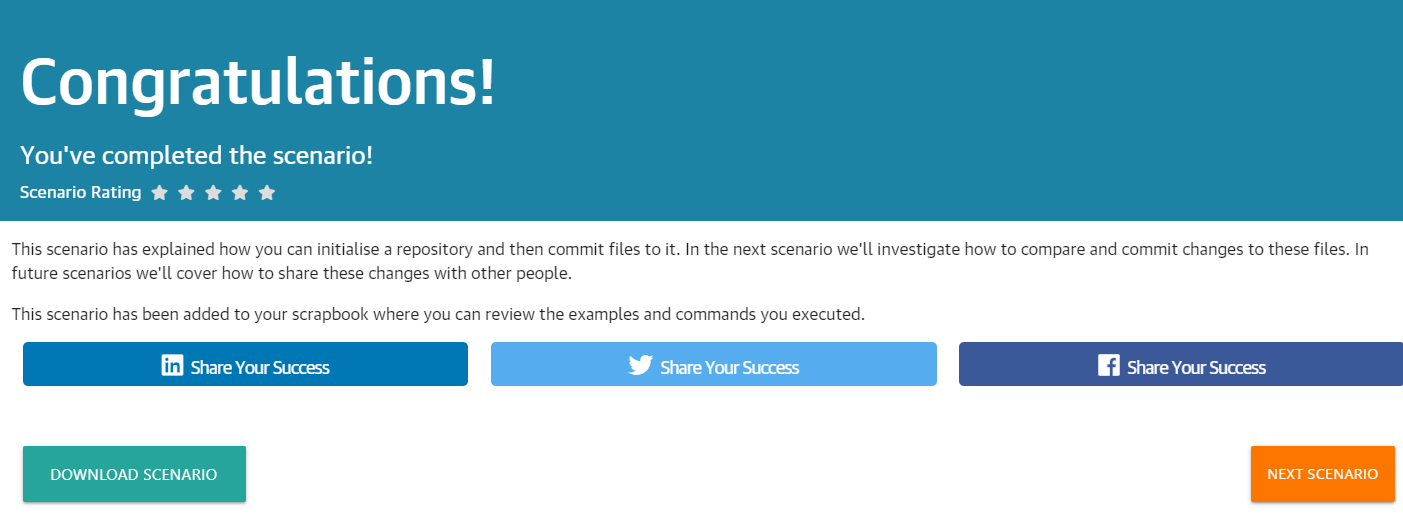 Congratulations!
You've completed the scenario!
Scenario Rating
This scenario has explained how you can initialise a repository and then commit files to it. In the next scenario we'll investigate how to compare and commit changes to these files. In
future scenarios we'll cover how to share these changes with other people.
This scenario has been added to your scrapbook where you can review the examples and commands you executed.
Share Your Success
Share Your Success
Share Your Success
DOWNLOAD SCENARIO
NEXT SCENARIO